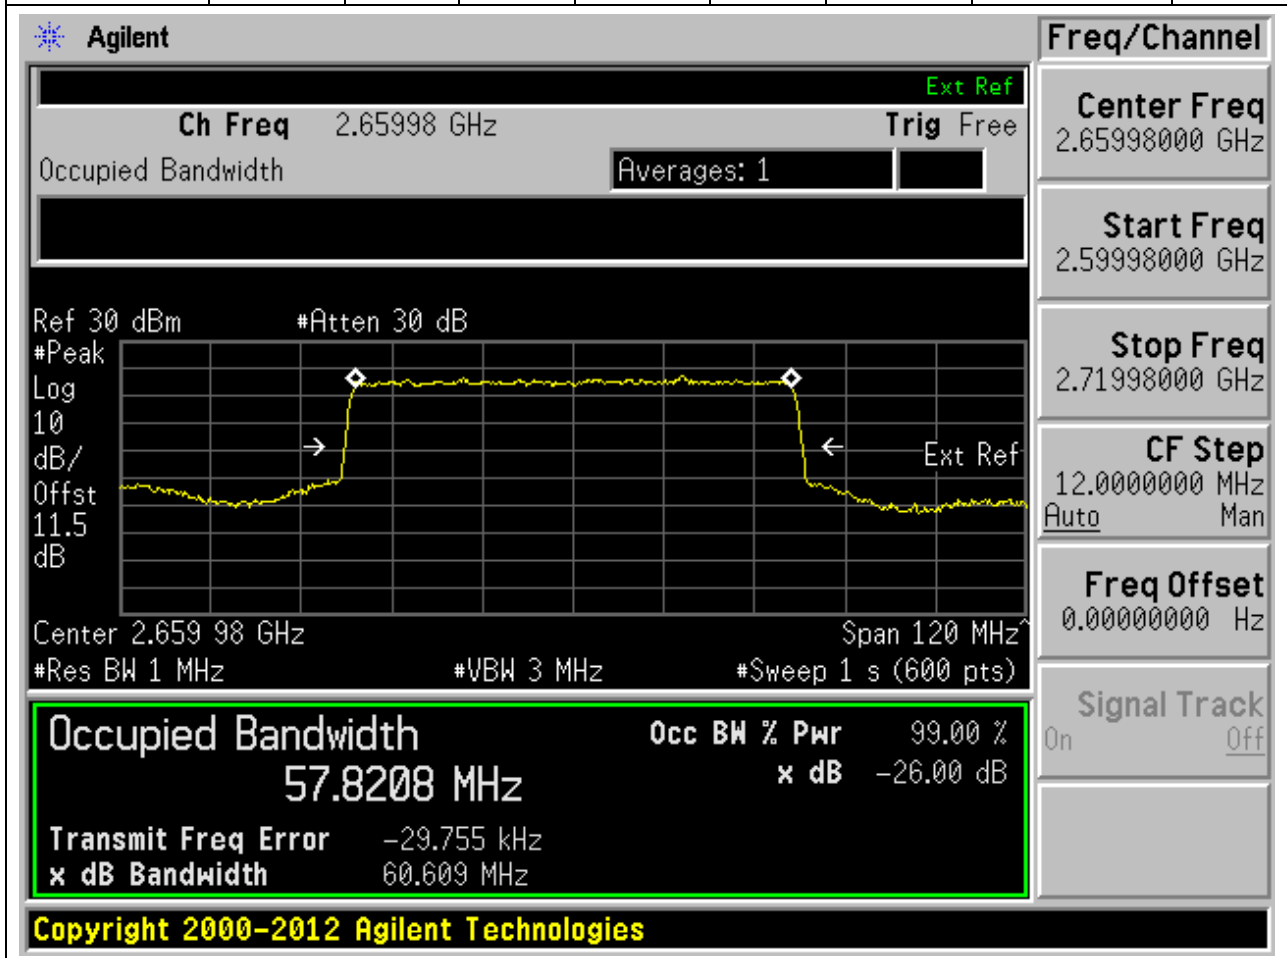 Agilent
Freq/Channel
Ext Ref
Ch Freq 2.65998 GHz Trig Free
Occupied Bandwidth Averages: 1
Center Freq
2.65998000 GHz
Start Freq
2.59998000 GHz
Stop Freq
2.71998000 GHz
CF Step
12.0000000 MHz
Auto Man
Freq Offset
0.00000000 Hz
Signal Track
On Off
Ref 30 dBm #Atten 30 dB
#Peak
Log
10
dB/
Offst
11.5
dB
Ext Ref
Center 2.659 98 GHz Span 120 MHz^
#Res BW 1 MHz #VBW 3 MHz #Sweep 1 s (600 pts)
Occupied Bandwidth
57.8208 MHz
Occ BW % Pwr 99.00 %
x dB -26.00 dB
Transmit Freq Error -29.755 kHz
x dB Bandwidth 60.609 MHz
Copyright 2000-2012 Agilent Technologies